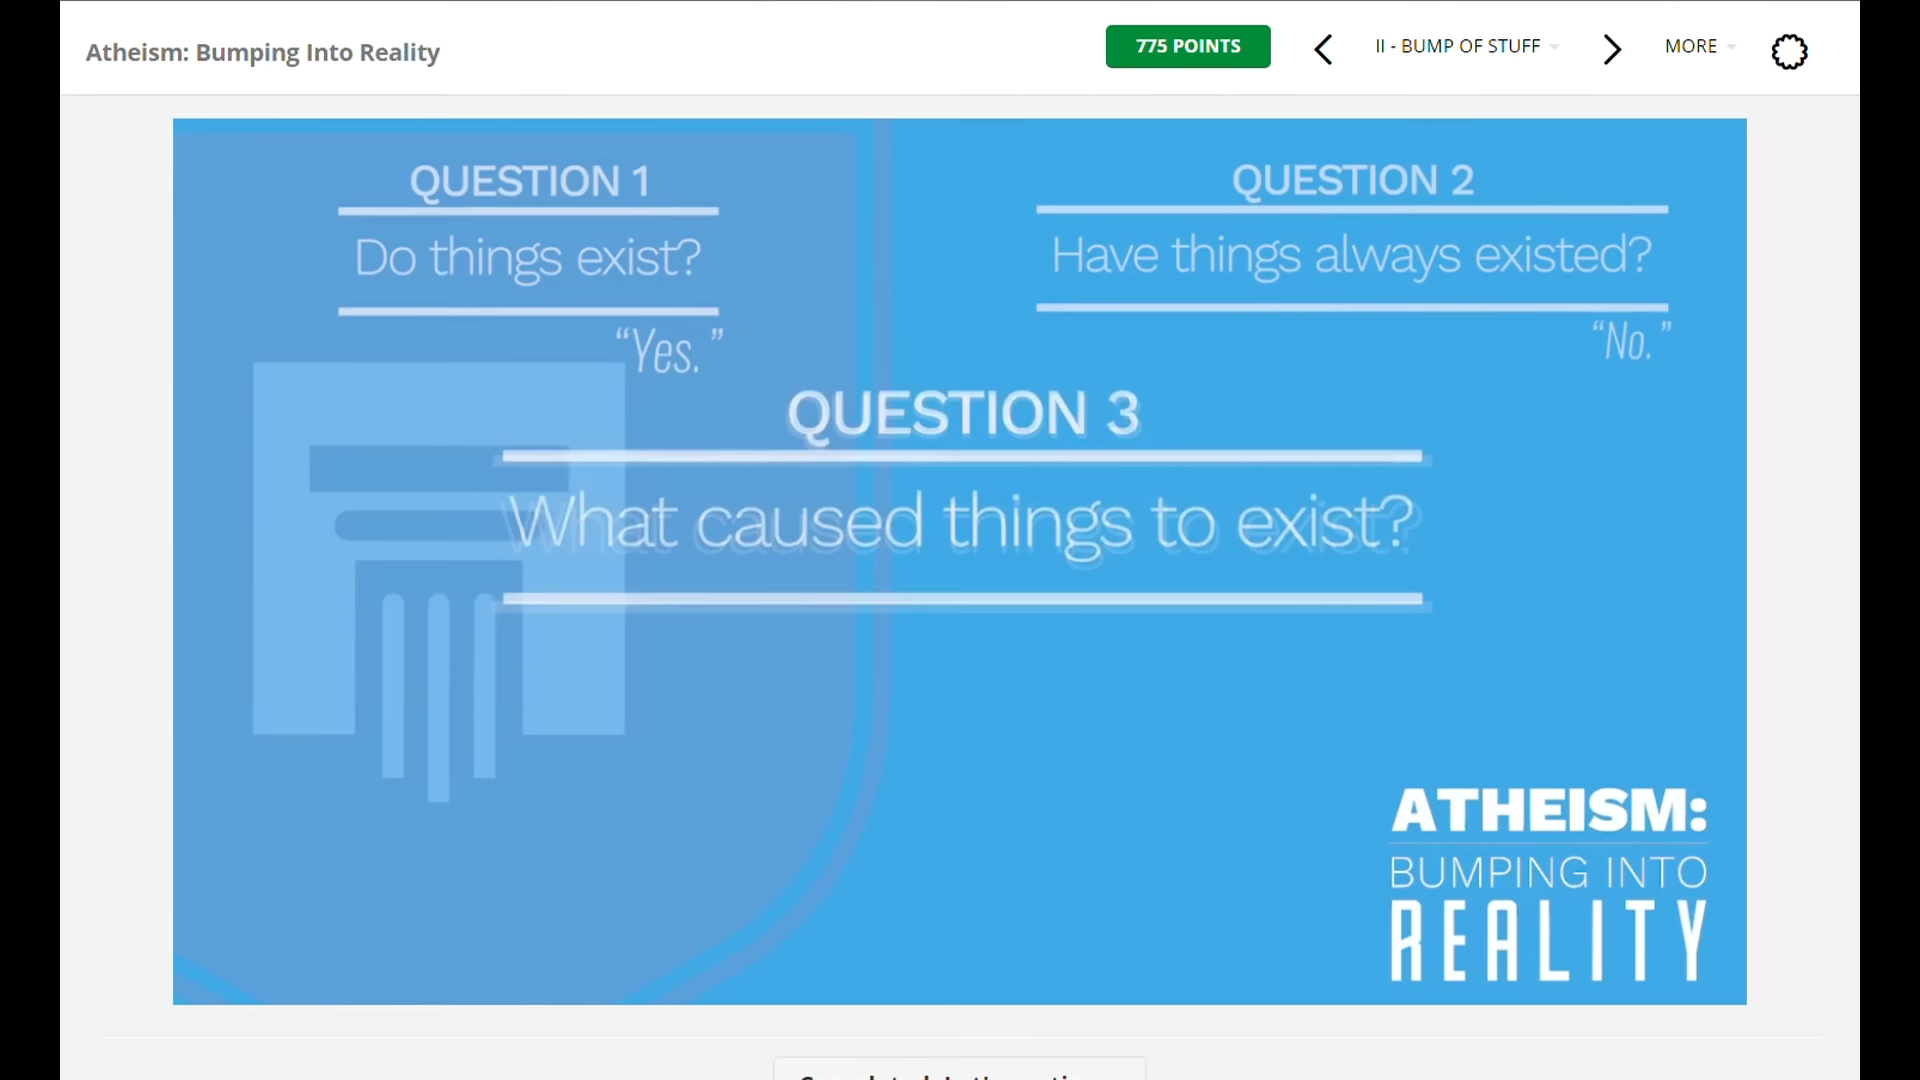 Atheism: Bumping Into Reality
775 POINTS
II - BUMP OF STUFF
MORE
QUESTION 1
Do things exist?
“Yes.”
QUESTION 2
Have things always existed?
“No.”
QUESTION 3
What caused things to exist?
ATHEISM:
BUMPING INTO
REALITY